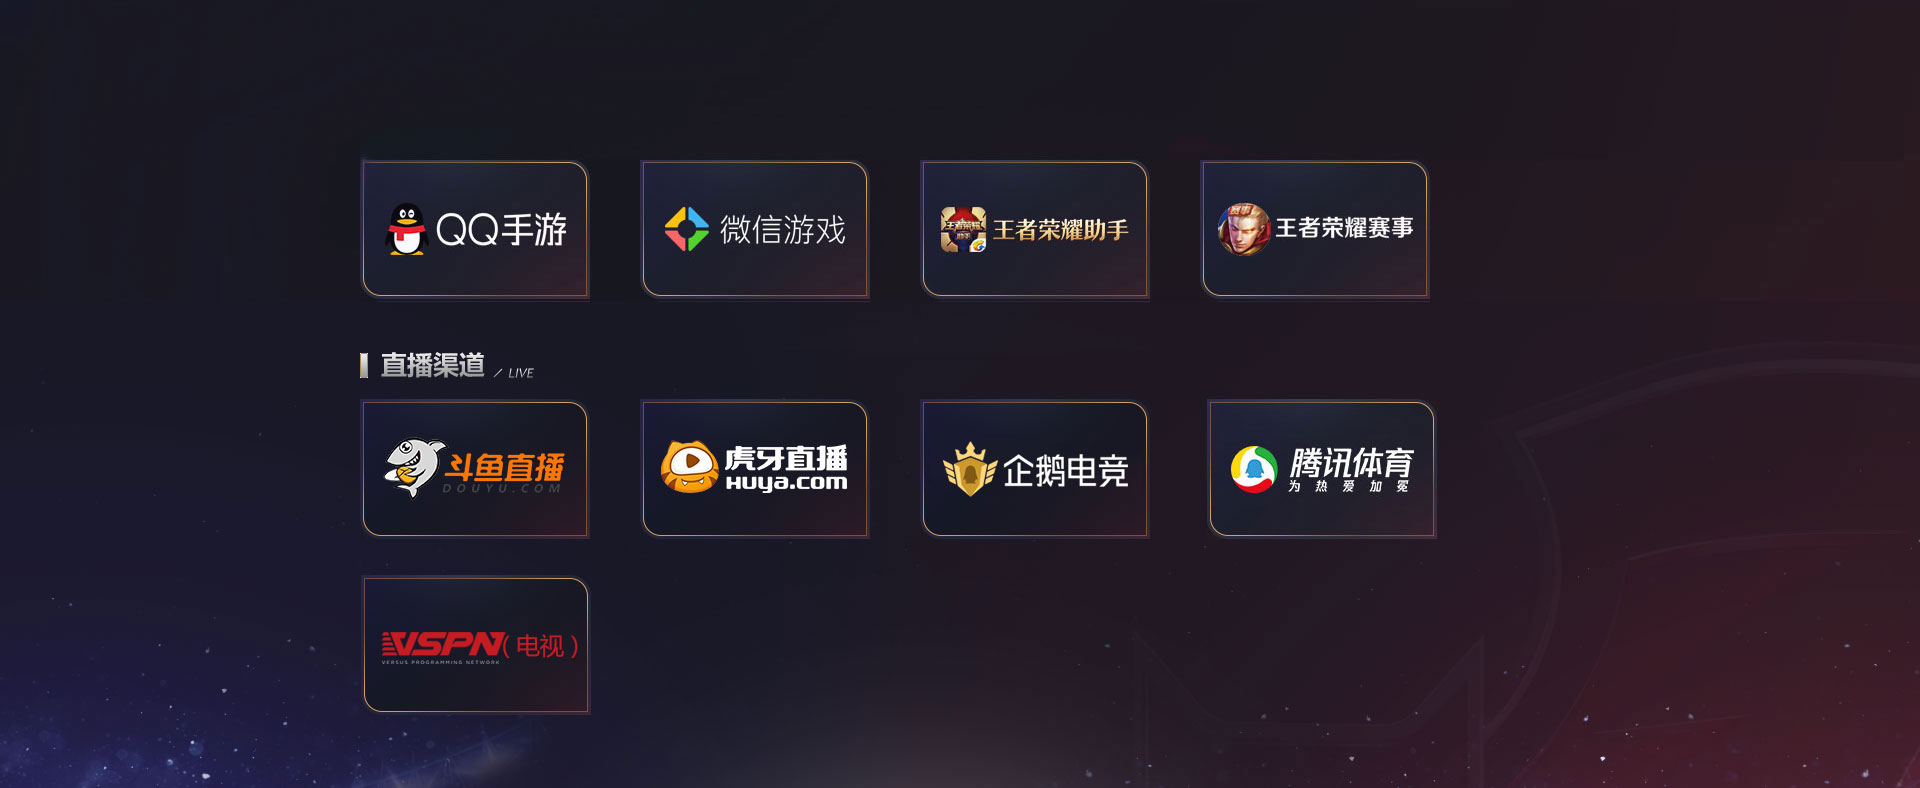 QQ手游
微信游戏
王者荣耀
助手
王者荣耀助手
赛事
王者荣耀赛事
直播渠道 / LIVE
斗鱼直播
DOUYU.COM
虎牙直播
HUYA.com
企鹅电竞
腾讯体育
为热爱加冕
VSPN(电视)
VERSUS PROGRAMMING NETWORK